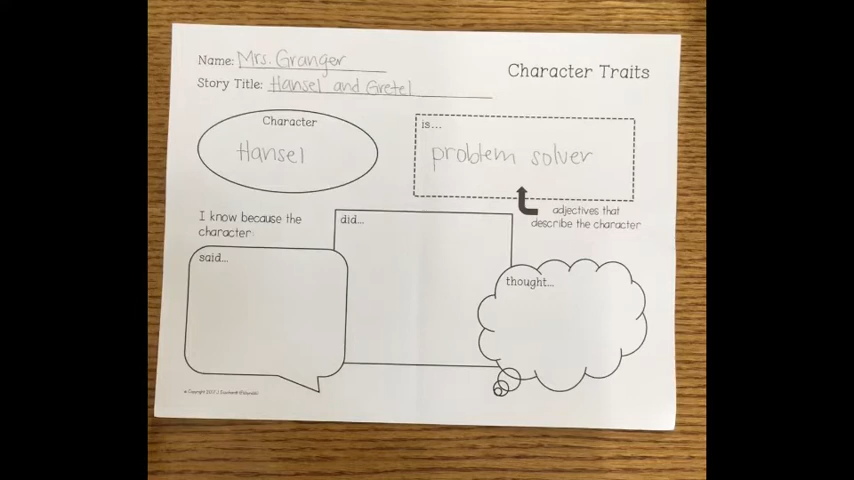 Name: Mrs. Granger
Character Traits
Story Title: Hansel and Gretel
Character
Hansel
is...
problem solver
adjectives that
describe the character
I know because the
character:
said...
did...
thought...